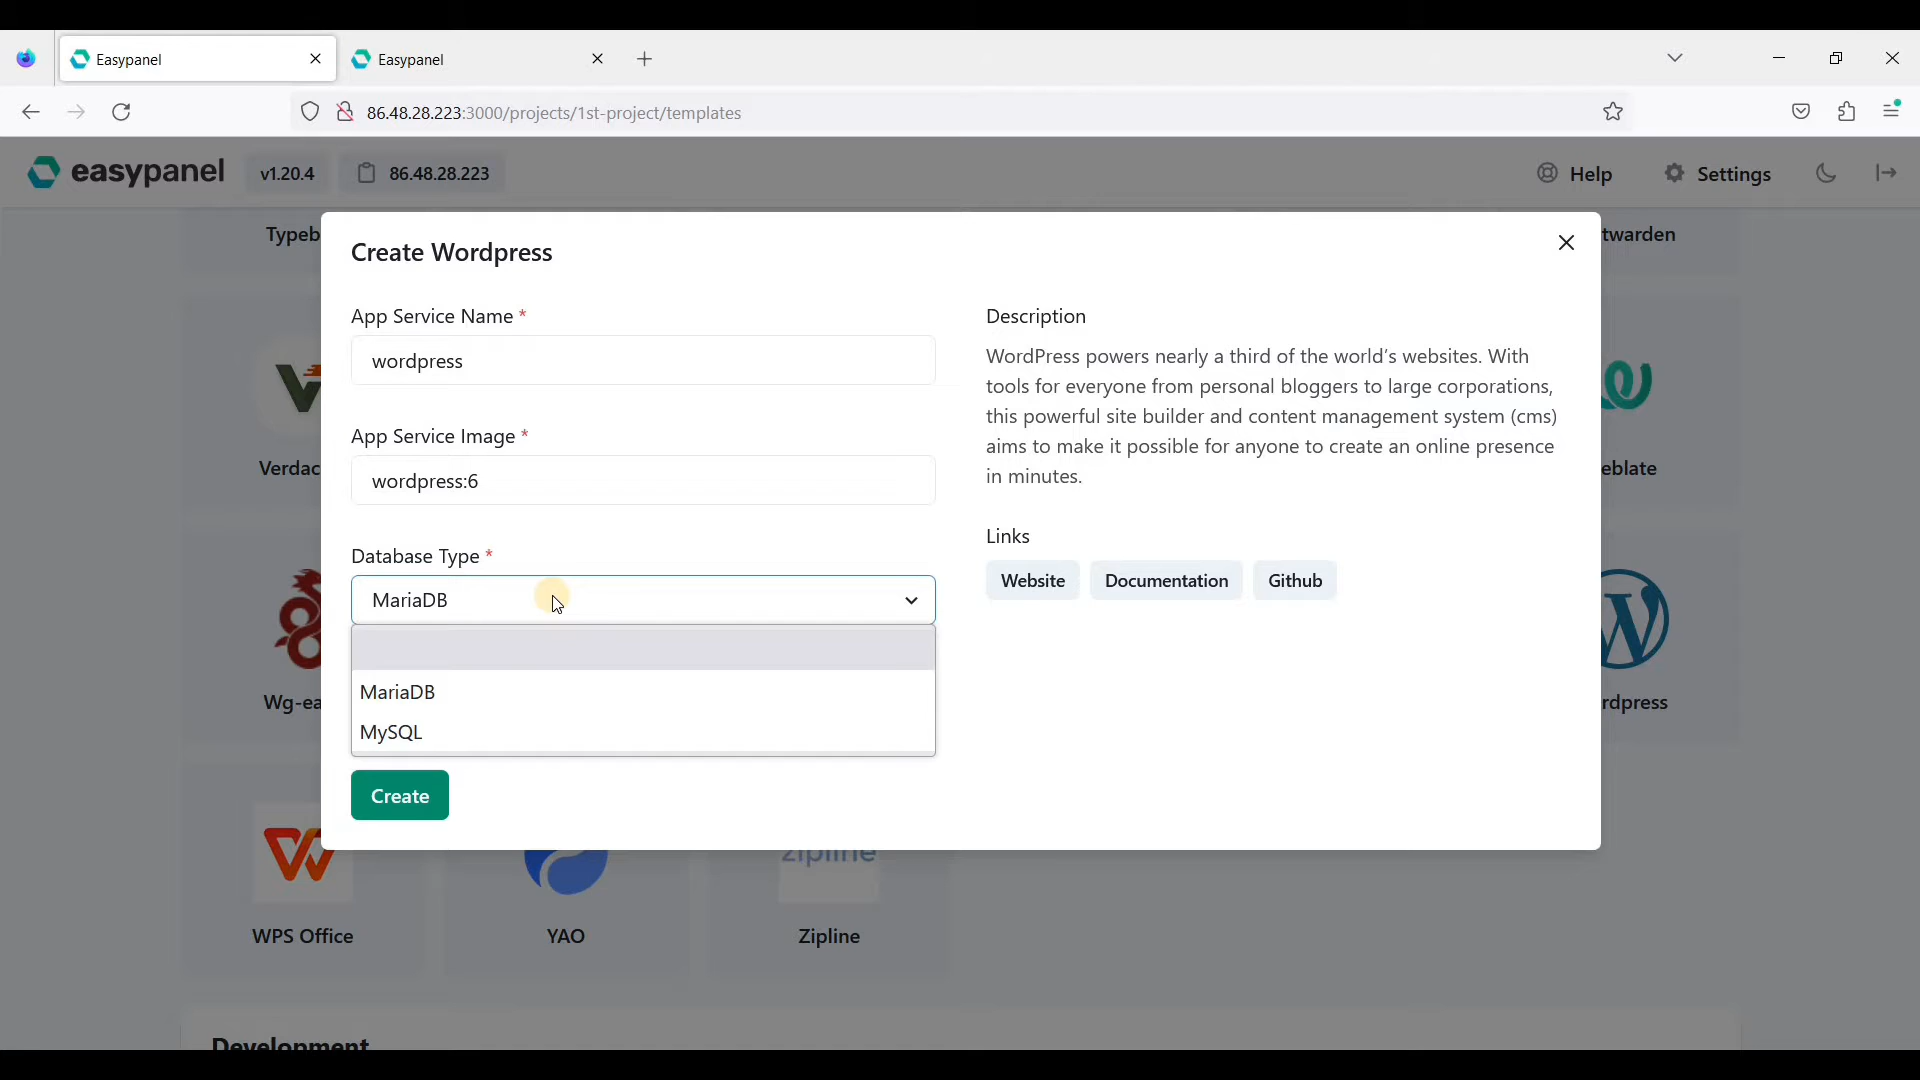 Easypanel
Easypanel
86.48.28.223:3000/projects/1st-project/templates
easypanel
v1.20.4
86.48.28.223
Help
Settings
Typeb
twarden
Create Wordpress
App Service Name *
wordpress
App Service Image *
wordpress:6
Database Type *
MariaDB
MariaDB
MySQL
Create
Description
WordPress powers nearly a third of the world's websites. With
tools for everyone from personal bloggers to large corporations,
this powerful site builder and content management system (cms)
aims to make it possible for anyone to create an online presence
in minutes.
Links
Website
Documentation
Github
Verdac
eblate
Wg-ea
rdpress
zipline
WPS Office
YAO
Zipline
Development